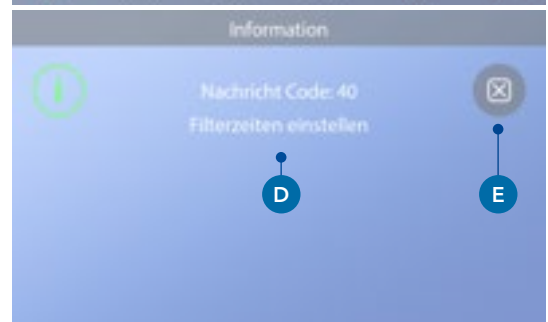 Information
Nachricht Code: 40
Filterzeiten einstellen
D
E